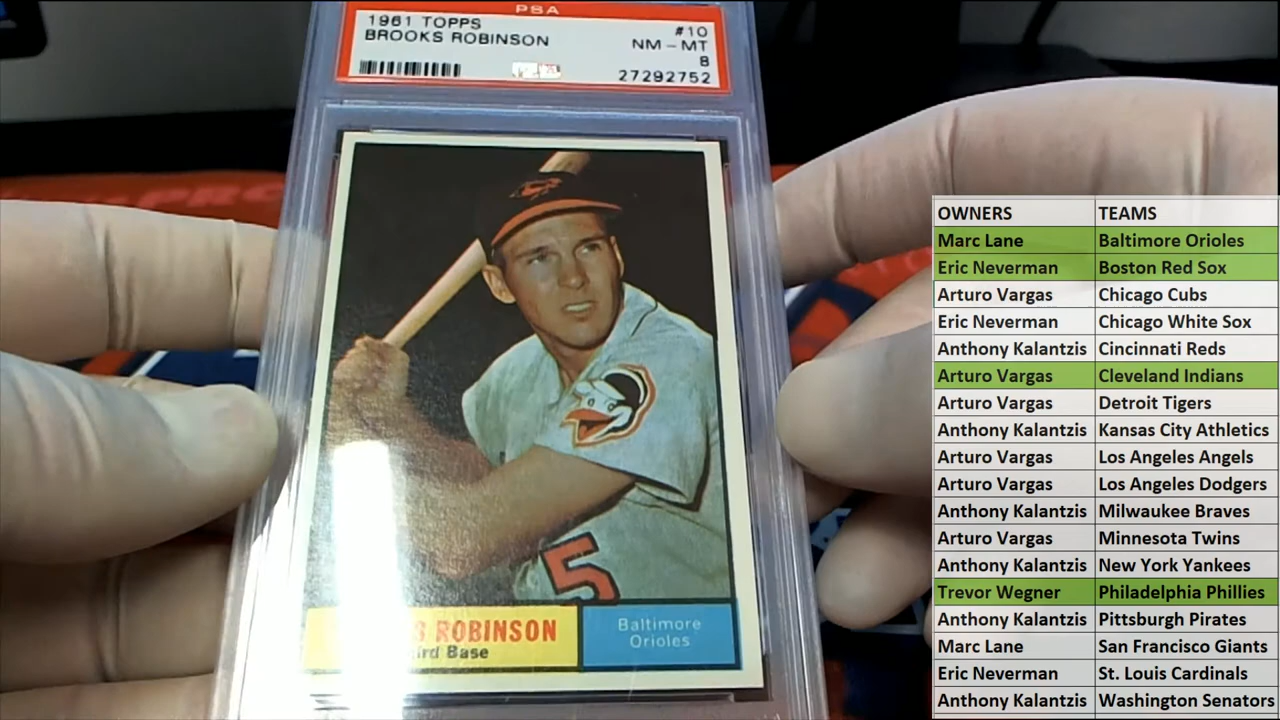 PSA
1961 TOPPS #10
BROOKS ROBINSON NM - MT
8
27292752
5
ROBINSON
Base
Baltimore
Orioles
OWNERS TEAMS
Marc Lane Baltimore Orioles
Eric Neverman Boston Red Sox
Arturo Vargas Chicago Cubs
Eric Neverman Chicago White Sox
Anthony Kalantzis Cincinnati Reds
Arturo Vargas Cleveland Indians
Arturo Vargas Detroit Tigers
Anthony Kalantzis Kansas City Athletics
Arturo Vargas Los Angeles Angels
Arturo Vargas Los Angeles Dodgers
Anthony Kalantzis Milwaukee Braves
Arturo Vargas Minnesota Twins
Anthony Kalantzis New York Yankees
Trevor Wegner Philadelphia Phillies
Anthony Kalantzis Pittsburgh Pirates
Marc Lane San Francisco Giants
Eric Neverman St. Louis Cardinals
Anthony Kalantzis Washington Senators